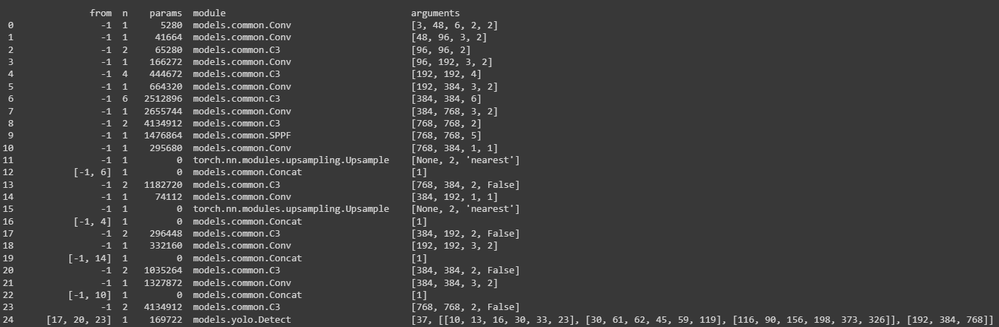 from n params module arguments
0 -1 1 5280 models.common.Conv [3, 48, 6, 2, 2]
1 -1 1 41664 models.common.Conv [48, 96, 3, 2]
2 -1 2 65280 models.common.C3 [96, 96, 2]
3 -1 1 166272 models.common.Conv [96, 192, 3, 2]
4 -1 4 444672 models.common.C3 [192, 192, 4]
5 -1 1 664320 models.common.Conv [192, 384, 3, 2]
6 -1 6 2512896 models.common.C3 [384, 384, 6]
7 -1 1 2655744 models.common.Conv [384, 768, 3, 2]
8 -1 2 4134912 models.common.C3 [768, 768, 2]
9 -1 1 1476864 models.common.SPPF [768, 768, 5]
10 -1 1 295680 models.common.Conv [768, 384, 1, 1]
11 -1 1 0 torch.nn.modules.upsampling.Upsample [None, 2, 'nearest']
12 [-1, 6] 1 0 models.common.Concat [1]
13 -1 2 1182720 models.common.C3 [768, 384, 2, False]
14 -1 1 74112 models.common.Conv [384, 192, 1, 1]
15 -1 1 0 torch.nn.modules.upsampling.Upsample [None, 2, 'nearest']
16 [-1, 4] 1 0 models.common.Concat [1]
17 -1 2 296448 models.common.C3 [384, 192, 2, False]
18 -1 1 332160 models.common.Conv [192, 192, 3, 2]
19 [-1, 14] 1 0 models.common.Concat [1]
20 -1 2 1035264 models.common.C3 [384, 384, 2, False]
21 -1 1 1327872 models.common.Conv [384, 384, 3, 2]
22 [-1, 10] 1 0 models.common.Concat [1]
23 -1 2 4134912 models.common.C3 [768, 768, 2, False]
24 [17, 20, 23] 1 169722 models.yolo.Detect [37, [[10, 13, 16, 30, 33, 23], [30, 61, 62, 45, 59, 119], [116, 90, 156, 198, 373, 326]], [192, 384, 768]]